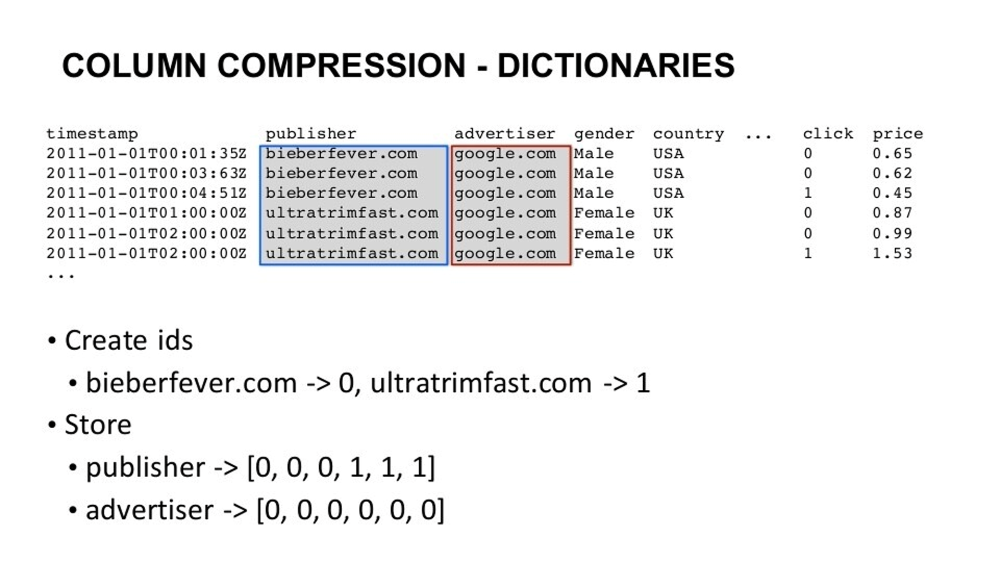 COLUMN COMPRESSION - DICTIONARIES
timestamp publisher advertiser gender country ... click price
2011-01-01T00:01:35Z bieberfever.com google.com Male USA 0 0.65
2011-01-01T00:03:63Z bieberfever.com google.com Male USA 0 0.62
2011-01-01T00:04:51Z bieberfever.com google.com Male USA 1 0.45
2011-01-01T01:00:00Z ultratrimfast.com google.com Female UK 0 0.87
2011-01-01T02:00:00Z ultratrimfast.com google.com Female UK 0 0.99
2011-01-01T02:00:00Z ultratrimfast.com google.com Female UK 1 1.53
...
• Create ids
• bieberfever.com -> 0, ultratrimfast.com -> 1
• Store
• publisher -> [0, 0, 0, 1, 1, 1]
• advertiser -> [0, 0, 0, 0, 0, 0]